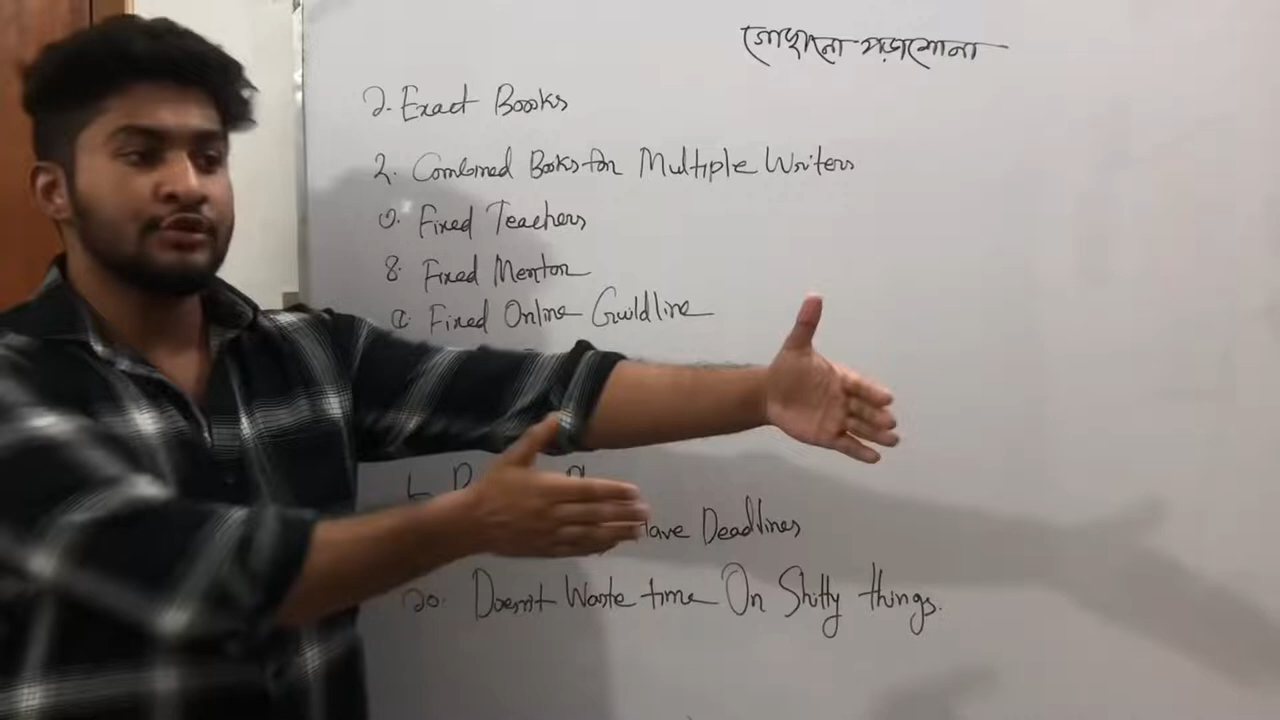 গোছানো পড়াশোনা
১. Exact Books
২. Combined Books for Multiple Writers
৩. Fixed Teachers
৪. Fixed Mentor
৫. Fixed Online Guildline
Have Deadlines
১০. Doesn't Waste time On Shitty things.